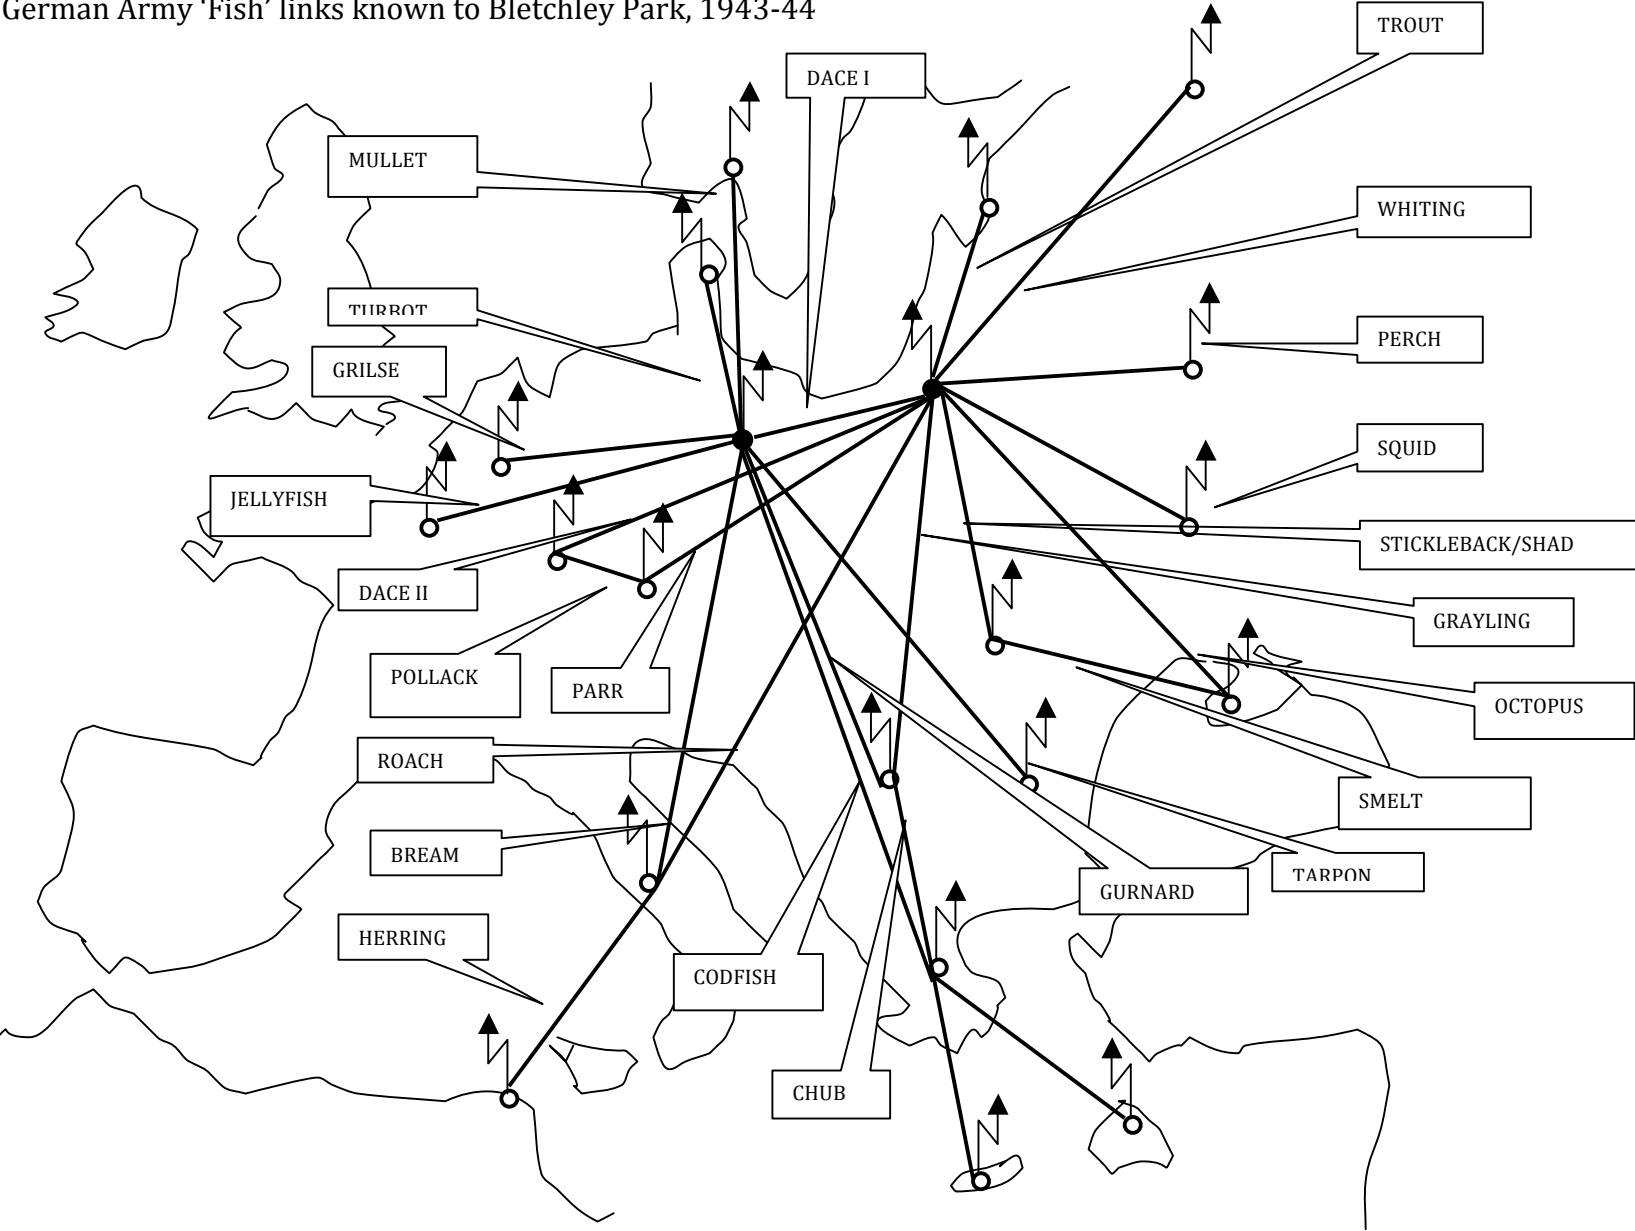 German Army ‘Fish’ links known to Bletchley Park, 1943-44
TROUT
DACE I
MULLET
WHITING
TURBOT
PERCH
GRILSE
SQUID
JELLYFISH
STICKLEBACK/SHAD
DACE II
GRAYLING
POLLACK
PARR
OCTOPUS
ROACH
SMELT
BREAM
TARPON
GURNARD
HERRING
CODFISH
CHUB